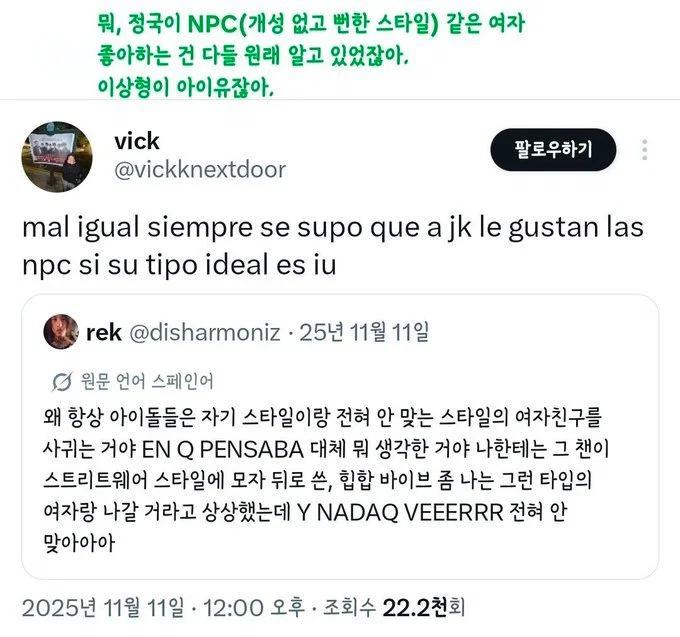 뭐, 정국이 NPC(개성 없고 뻔한 스타일) 같은 여자
좋아하는 건 다들 원래 알고 있었잖아.
이상형이 아이유잖아.
vick
@vickknextdoor
팔로우하기
mal igual siempre se supo que a jk le gustan las
npc si su tipo ideal es iu
rek @disharmoniz · 25년 11월 11일
원문 언어 스페인어
왜 항상 아이돌들은 자기 스타일이랑 전혀 안 맞는 스타일의 여자친구를
사귀는 거야 EN Q PENSABA 대체 뭐 생각한 거야 나한테는 그 챈이
스트리트웨어 스타일에 모자 뒤로 쓴, 힙합 바이브 좀 나는 그런 타입의
여자랑 나갈 거라고 상상했는데 Y NADAQ VEEERRR 전혀 안
맞아아아
2025년 11월 11일 · 12:00 오후 · 조회수 22.2천회